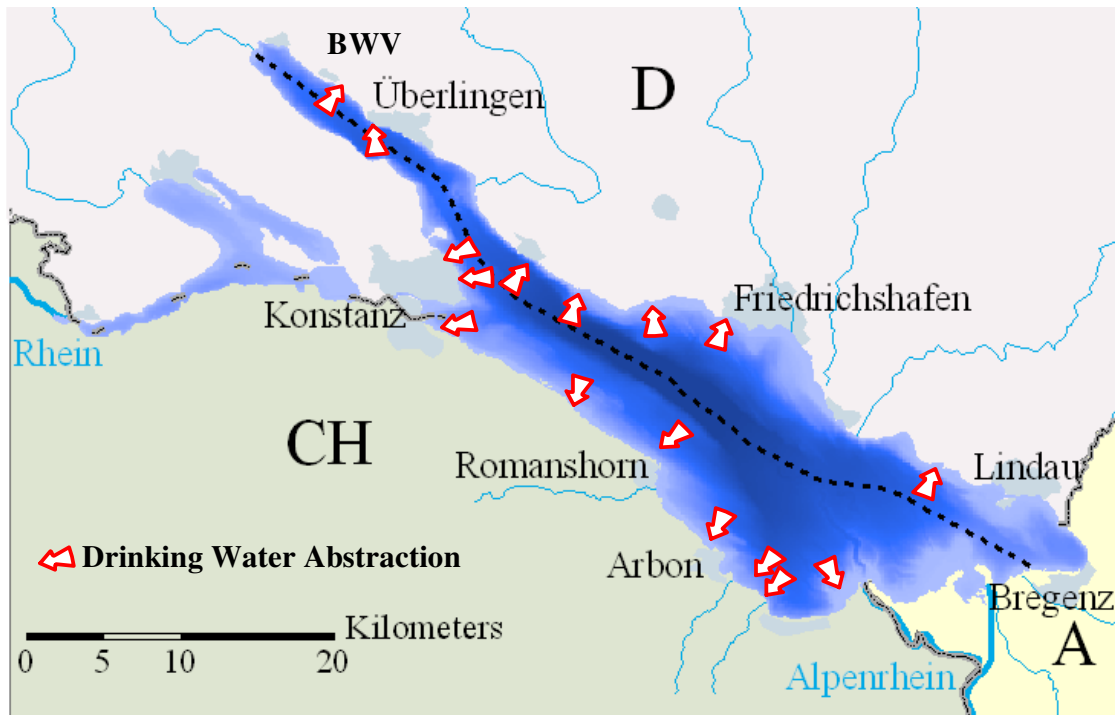 BWV
D
Überlingen
Friedrichshafen
Konstanz
Rhein
CH
Romanshorn
Lindau
Drinking Water Abstraction
Arbon
Bregenz
Kilometers
A
0 5 10 20
Alpenrhein